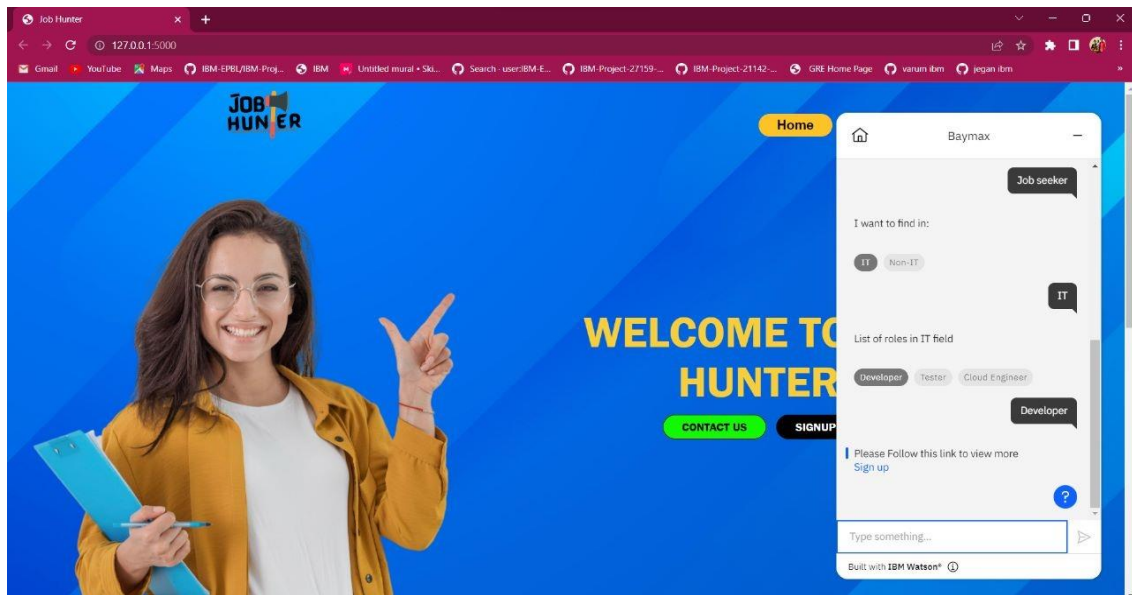 Job Hunter
127.0.0.1:5000
Gmail YouTube Maps IBM-EPBL/IBM-Proj... IBM Untitled mural • Ski... Search · user:IBM-E... IBM-Project-27159-... IBM-Project-21142-... GRE Home Page varum ibm jegan ibm »
JOB
HUNTER
Home
WELCOME TO
HUNTER
CONTACT US SIGNUP
Baymax
Job seeker
I want to find in:
IT Non-IT
IT
List of roles in IT field
Developer Tester Cloud Engineer
Developer
Please Follow this link to view more
Sign up
?
Type something...
Built with IBM Watson®